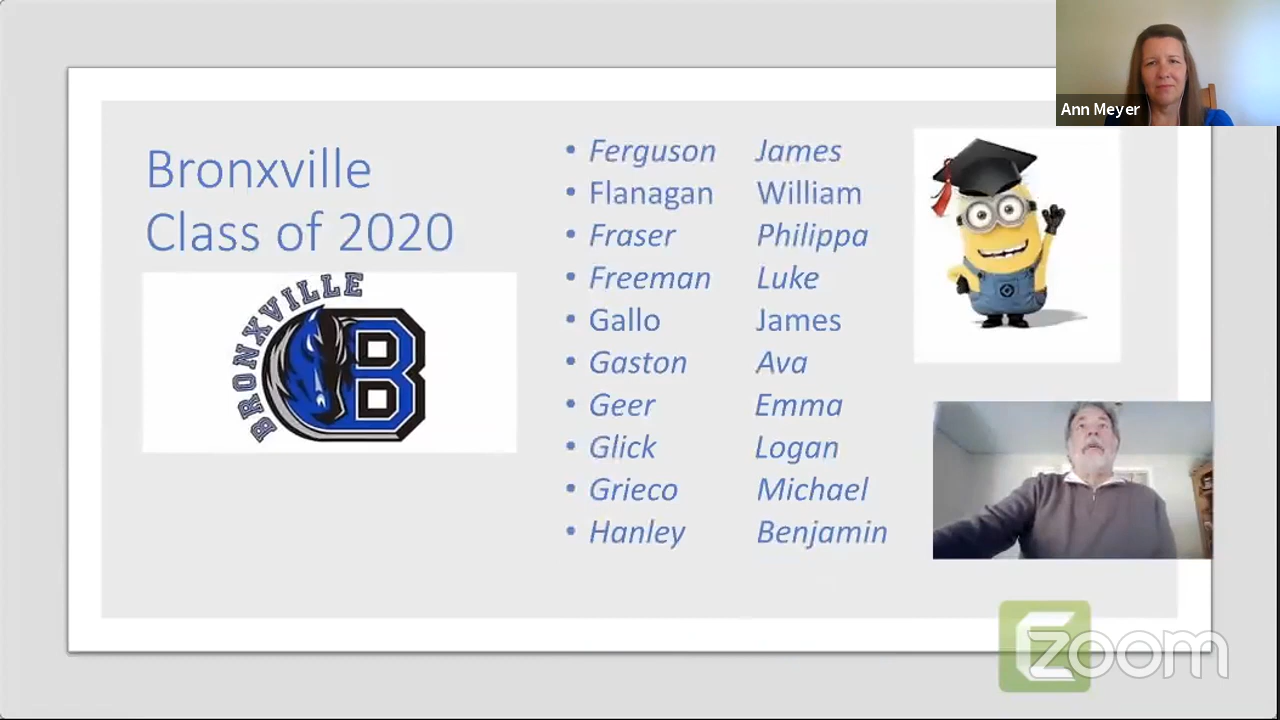 Ann Meyer
Bronxville
Class of 2020
BRONXVILLE
B
• Ferguson James
• Flanagan William
• Fraser Philippa
• Freeman Luke
• Gallo James
• Gaston Ava
• Geer Emma
• Glick Logan
• Grieco Michael
• Hanley Benjamin
zoom